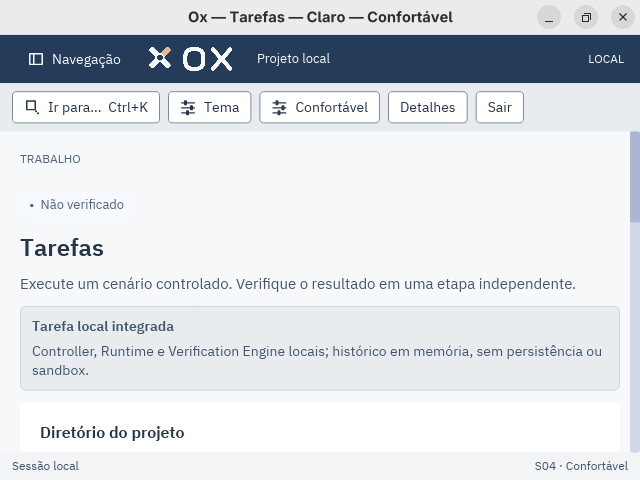 Ox — Tarefas — Claro — Confortável
Navegação
OX
Projeto local
LOCAL
Ir para... Ctrl+K
Tema
Confortável
Detalhes
Sair
TRABALHO
• Não verificado
Tarefas
Execute um cenário controlado. Verifique o resultado em uma etapa independente.
Tarefa local integrada
Controller, Runtime e Verification Engine locais; histórico em memória, sem persistência ou
sandbox.
Diretório do projeto
Sessão local
S04 · Confortável